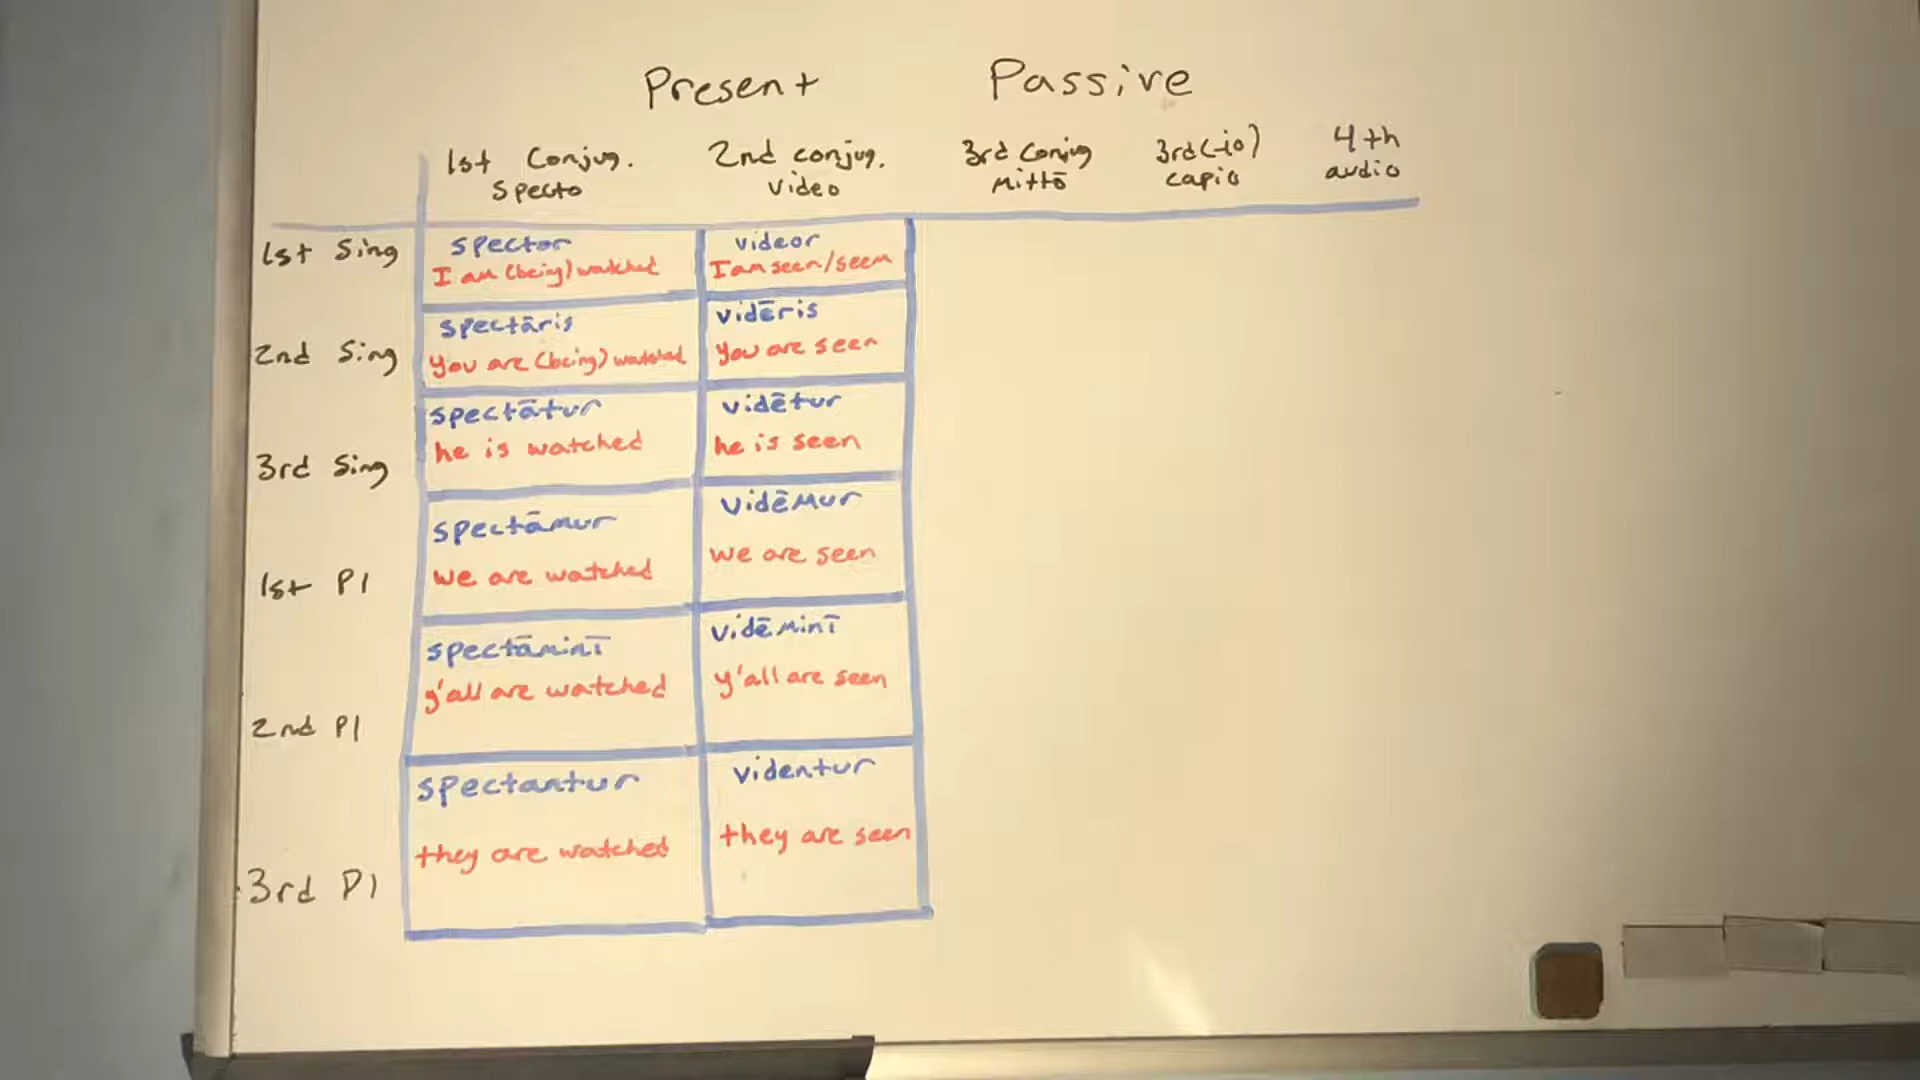 Present Passive
1st Conjug. 2nd conjug. 3rd Conjug 3rd(-io) 4th
Specto video mittō capio audio
1st Sing spector videor
I am (being) watched I am seen/seem
2nd Sing spectāris vidēris
you are (being) watched you are seen
3rd Sing spectātur vidētur
he is watched he is seen
1st Pl spectāmur vidēmur
we are watched we are seen
2nd Pl spectāminī vidēminī
y'all are watched y'all are seen
3rd Pl spectantur videntur
they are watched they are seen